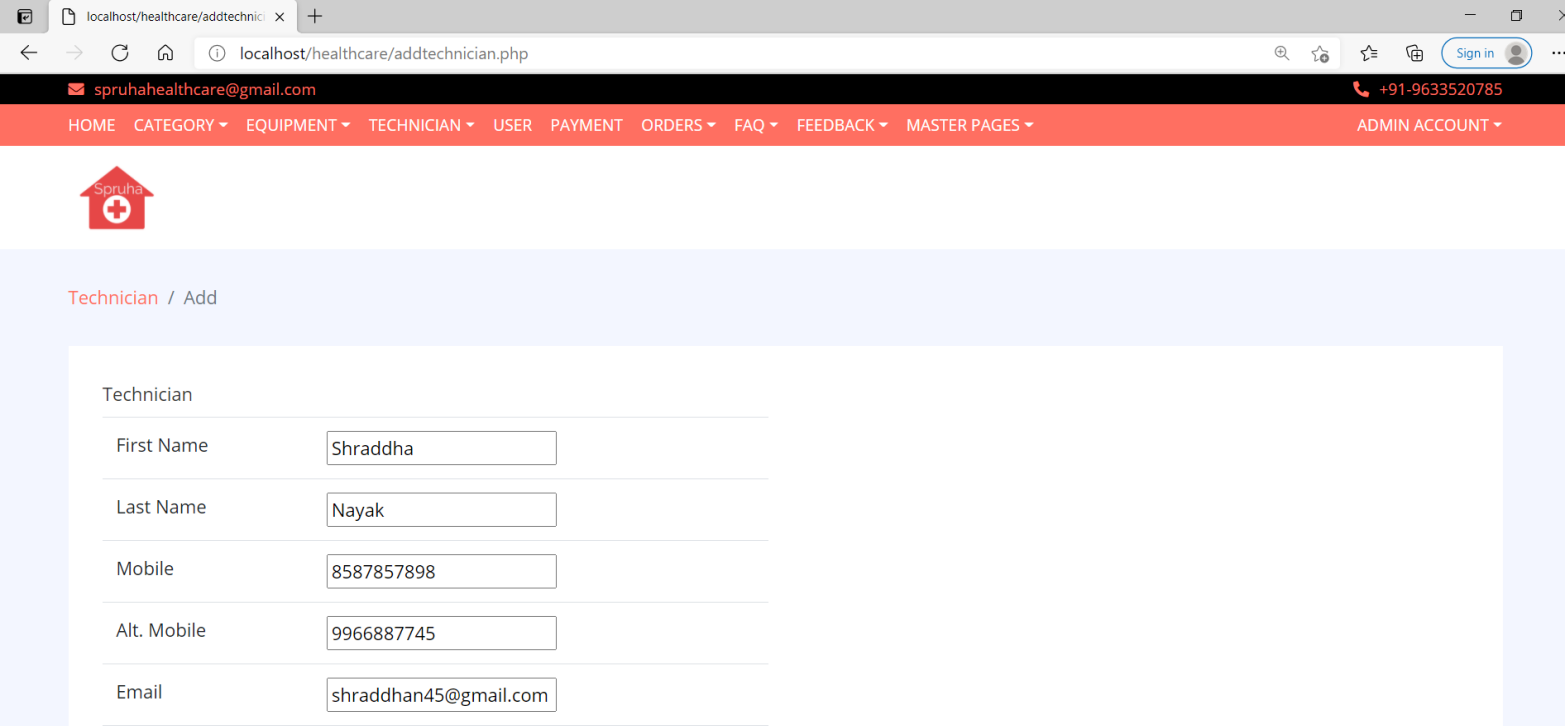 localhost/healthcare/addtechnic
localhost/healthcare/addtechnician.php
Sign in
spruhahealthcare@gmail.com +91-9633520785
HOME CATEGORY EQUIPMENT TECHNICIAN USER PAYMENT ORDERS FAQ FEEDBACK MASTER PAGES ADMIN ACCOUNT
Spruha
Technician / Add
Technician
First Name Shraddha
Last Name Nayak
Mobile 8587857898
Alt. Mobile 9966887745
Email shraddhan45@gmail.com